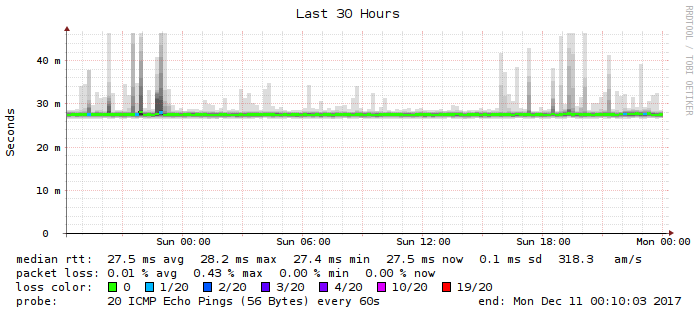 Last 30 Hours
RRDTOOL / TOBI OETIKER
Seconds
40 m
30 m
20 m
10 m
0
Sun 00:00 Sun 06:00 Sun 12:00 Sun 18:00 Mon 00:00
median rtt: 27.5 ms avg 28.2 ms max 27.4 ms min 27.5 ms now 0.1 ms sd 318.3 am/s
packet loss: 0.01 % avg 0.43 % max 0.00 % min 0.00 % now
loss color: 0 1/20 2/20 3/20 4/20 10/20 19/20
probe: 20 ICMP Echo Pings (56 Bytes) every 60s end: Mon Dec 11 00:10:03 2017